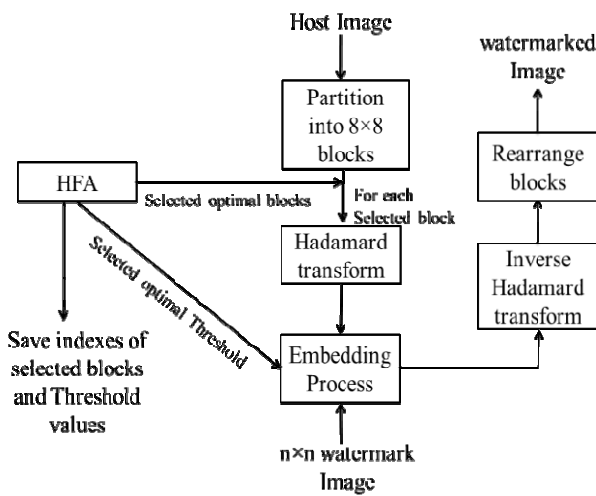 Host Image
Partition
into 8×8
blocks
HFA
Selected optimal blocks
For each
Selected block
Hadamard
transform
Selected optimal Threshold
Embedding
Process
n×n watermark
Image
Save indexes of
selected blocks
and Threshold
values
Inverse
Hadamard
transform
Rearrange
blocks
watermarked
Image